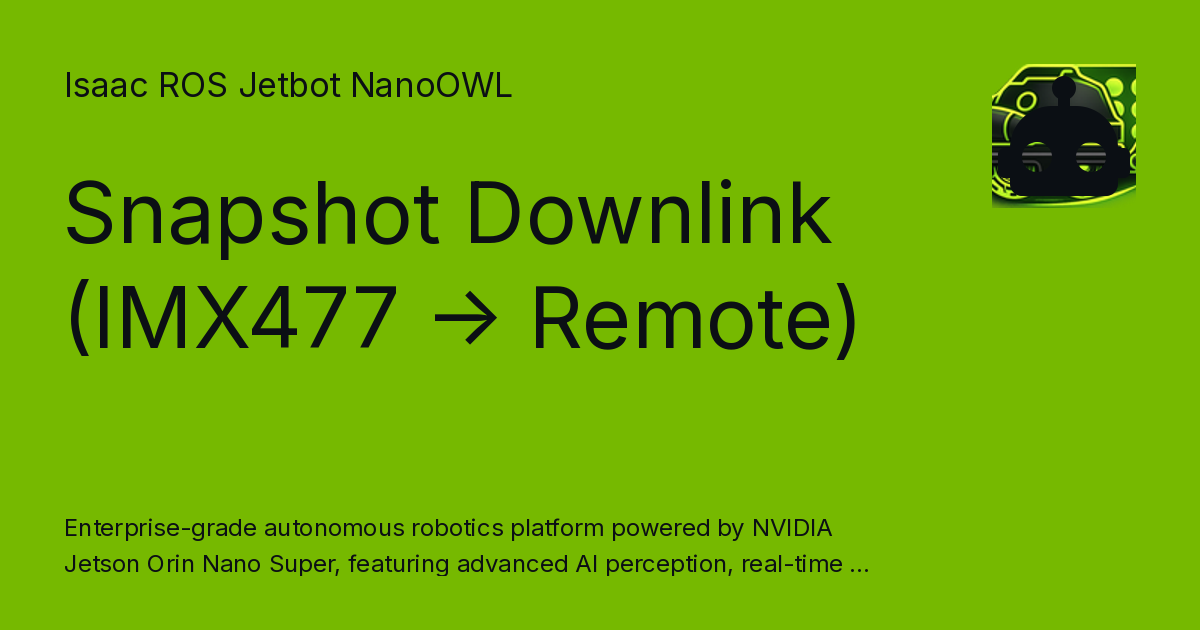 Isaac ROS Jetbot NanoOWL
Snapshot Downlink
(IMX477 → Remote)
Enterprise-grade autonomous robotics platform powered by NVIDIA
Jetson Orin Nano Super, featuring advanced AI perception, real-time ...